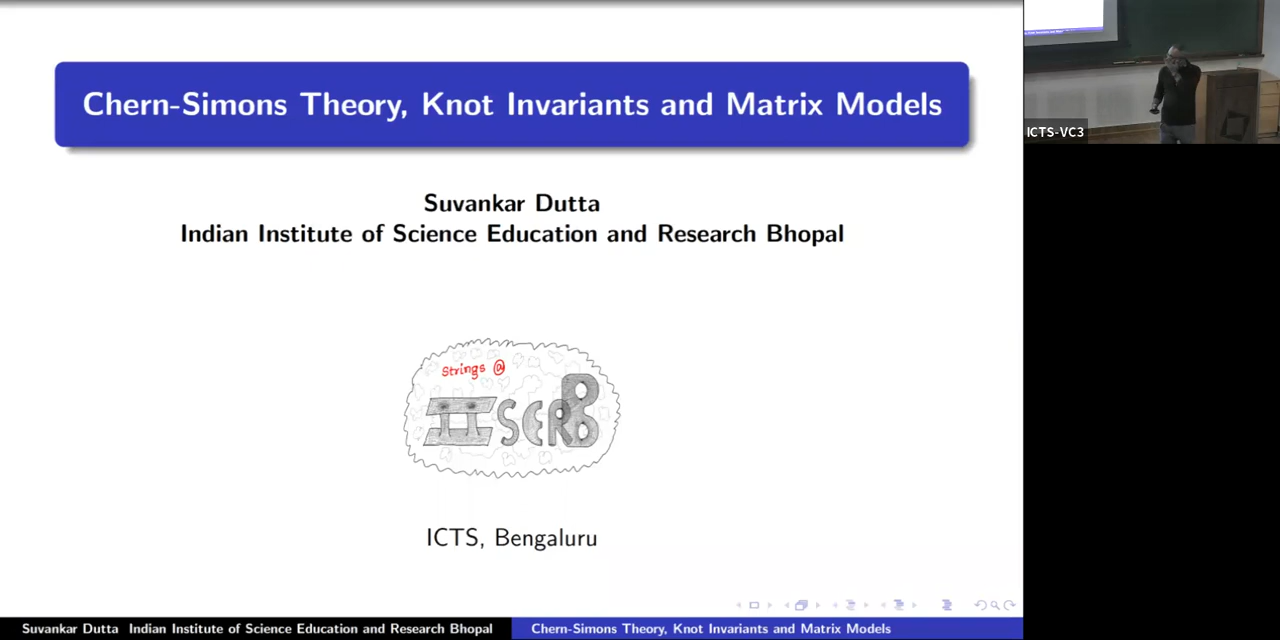 Chern-Simons Theory, Knot Invariants and Matrix Models
Suvankar Dutta
Indian Institute of Science Education and Research Bhopal
Strings @
IISERB
ICTS, Bengaluru
Suvankar Dutta Indian Institute of Science Education and Research Bhopal
Chern-Simons Theory, Knot Invariants and Matrix Models
ICTS-VC3